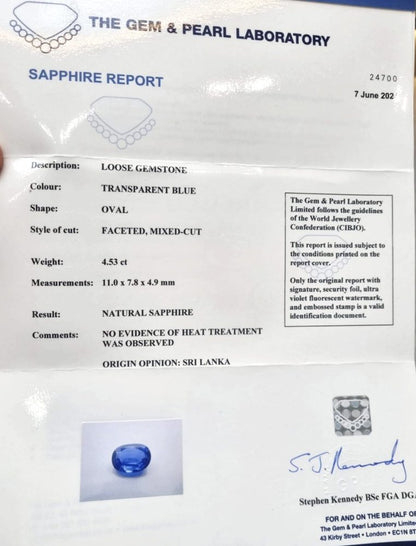 THE GEM & PEARL LABORATORY
SAPPHIRE REPORT
24700
7 June 202
Description: LOOSE GEMSTONE
Colour: TRANSPARENT BLUE
Shape: OVAL
Style of cut: FACETED, MIXED-CUT
Weight: 4.53 ct
Measurements: 11.0 x 7.8 x 4.9 mm
Result: NATURAL SAPPHIRE
Comments: NO EVIDENCE OF HEAT TREATMENT
WAS OBSERVED
ORIGIN OPINION: SRI LANKA
The Gem & Pearl Laboratory
Limited follows the guidelines
of the World Jewellery
Confederation (CIBJO).
This report is issued subject to
the conditions printed on the
report cover.
Only the original report with
signature, security foil, ultra
violet fluorescent watermark,
and embossed stamp is a valid
identification document.
S. J. Kennedy
Stephen Kennedy BSc FGA DGA
FOR AND ON THE BEHALF OF
The Gem & Pearl Laboratory Limited
43 Kirby Street • London • EC1N 8T